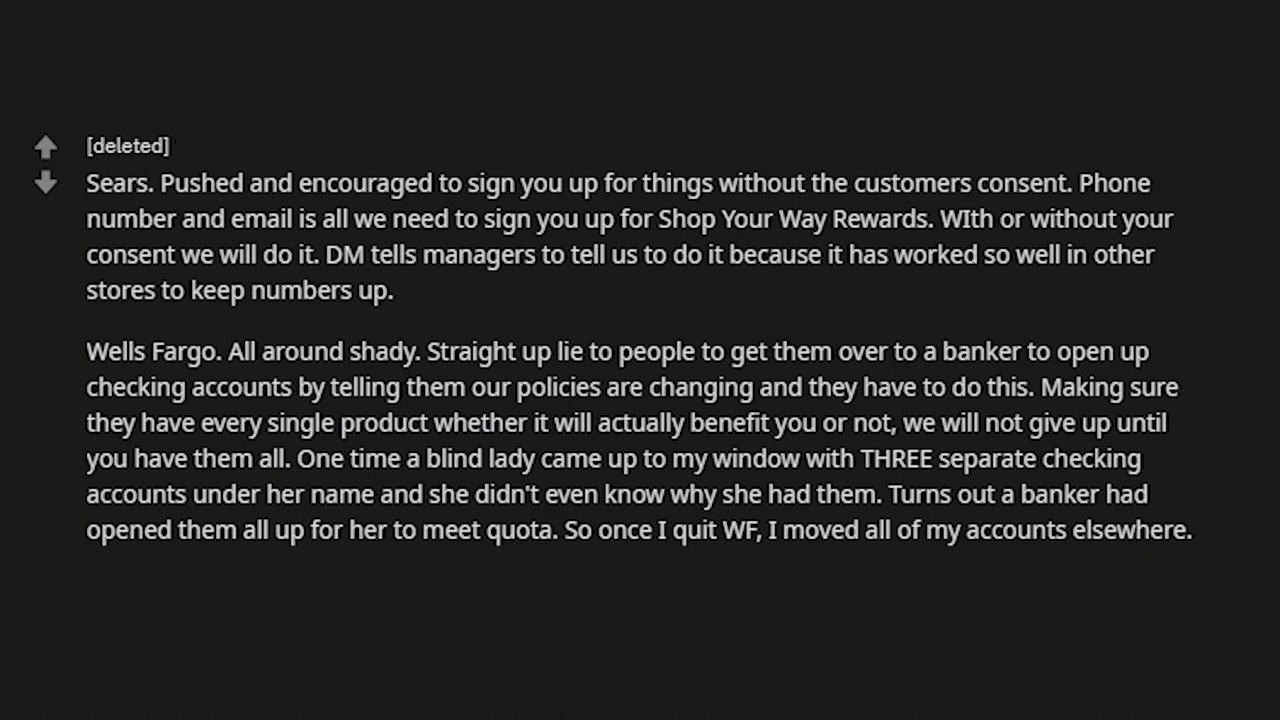 [deleted]
Sears. Pushed and encouraged to sign you up for things without the customers consent. Phone
number and email is all we need to sign you up for Shop Your Way Rewards. WIth or without your
consent we will do it. DM tells managers to tell us to do it because it has worked so well in other
stores to keep numbers up.
Wells Fargo. All around shady. Straight up lie to people to get them over to a banker to open up
checking accounts by telling them our policies are changing and they have to do this. Making sure
they have every single product whether it will actually benefit you or not, we will not give up until
you have them all. One time a blind lady came up to my window with THREE separate checking
accounts under her name and she didn't even know why she had them. Turns out a banker had
opened them all up for her to meet quota. So once I quit WF, I moved all of my accounts elsewhere.